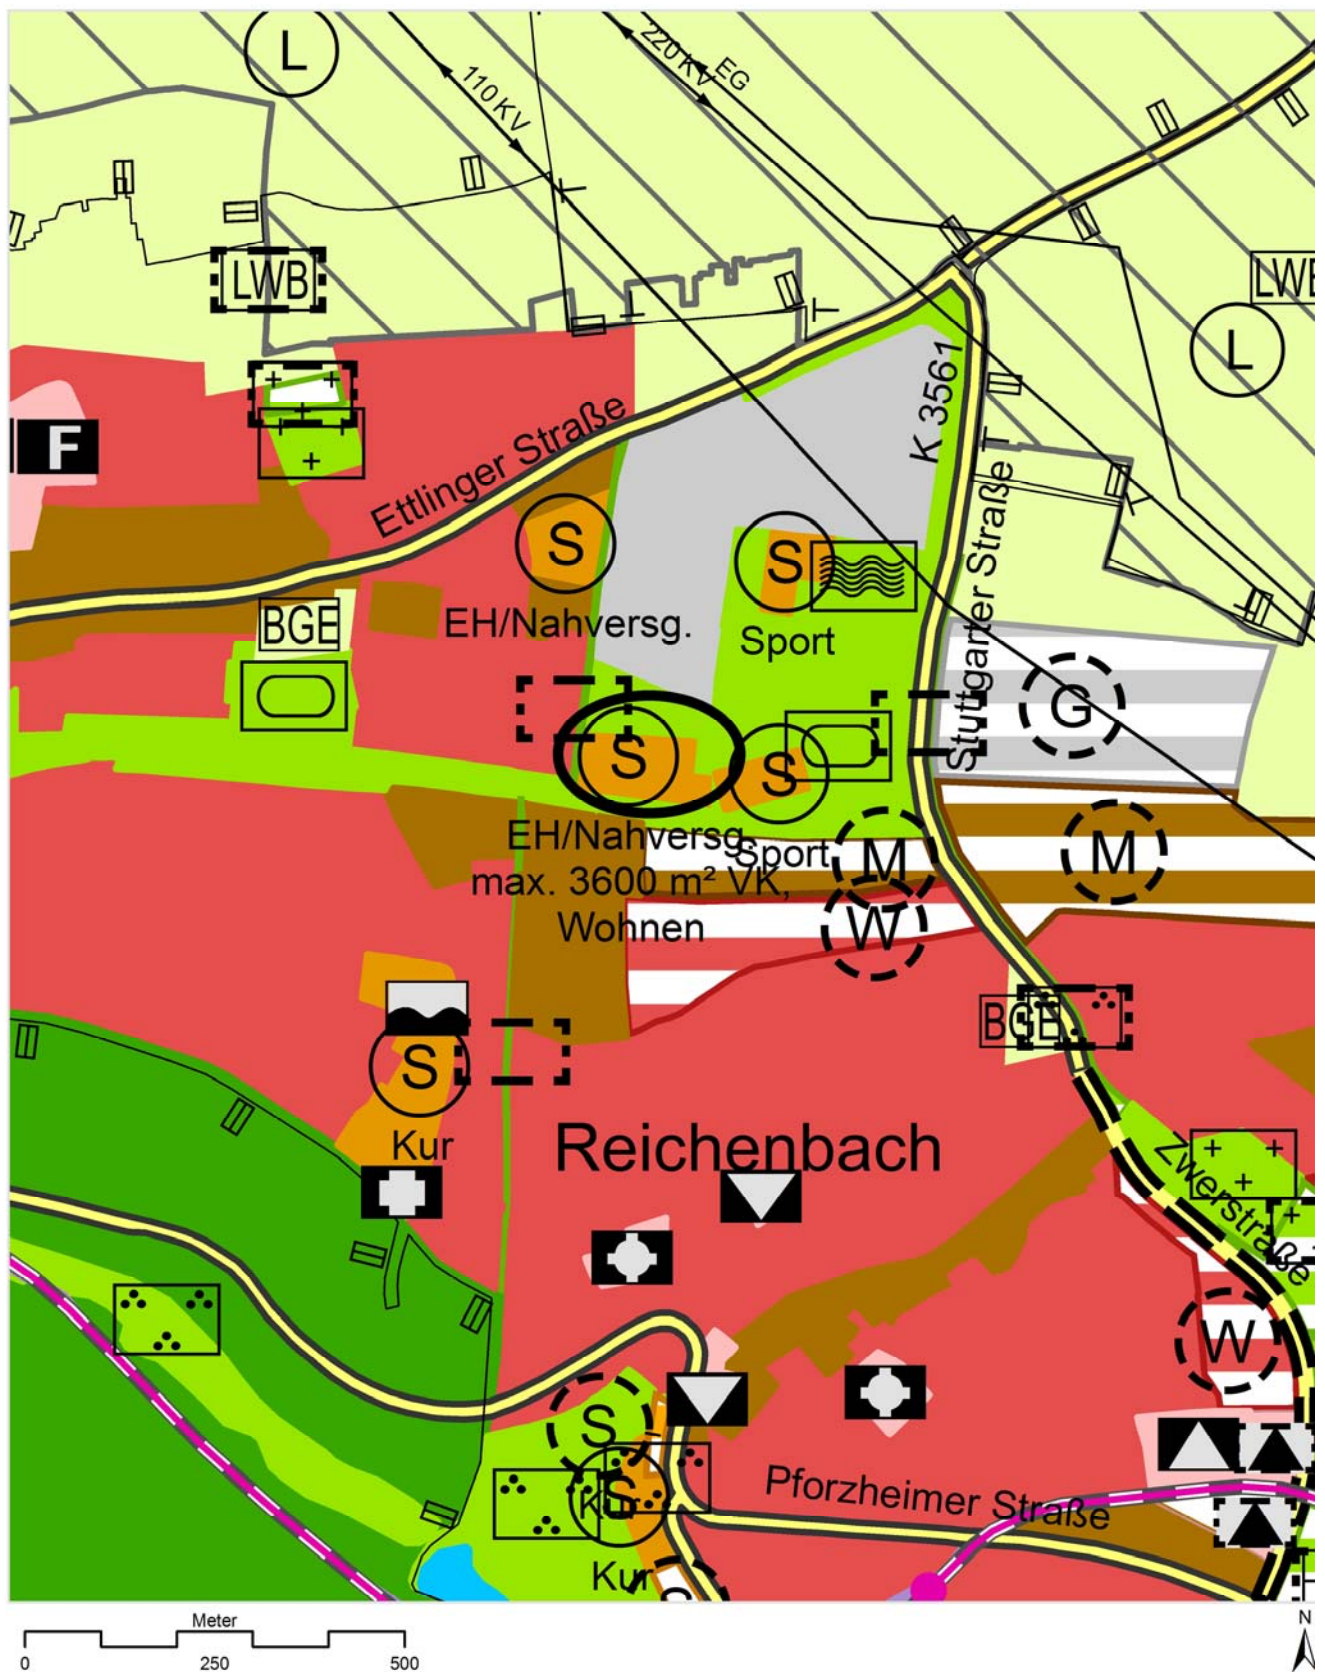 L
110 KV
220 KV
EG
LWB
LWB
L
K 3561
F
Ettlinger Straße
S
S
EH/Nahversg.
Sport
BGE
Stuttgarter Straße
G
S
S
EH/Nahversg.
Sport
max. 3600 m² VK,
Wohnen
M
M
W
BGE
S
Kur
Reichenbach
Zwerstraße
W
S
S
Kur
Pforzheimer Straße
Kur
Meter
0 250 500
N